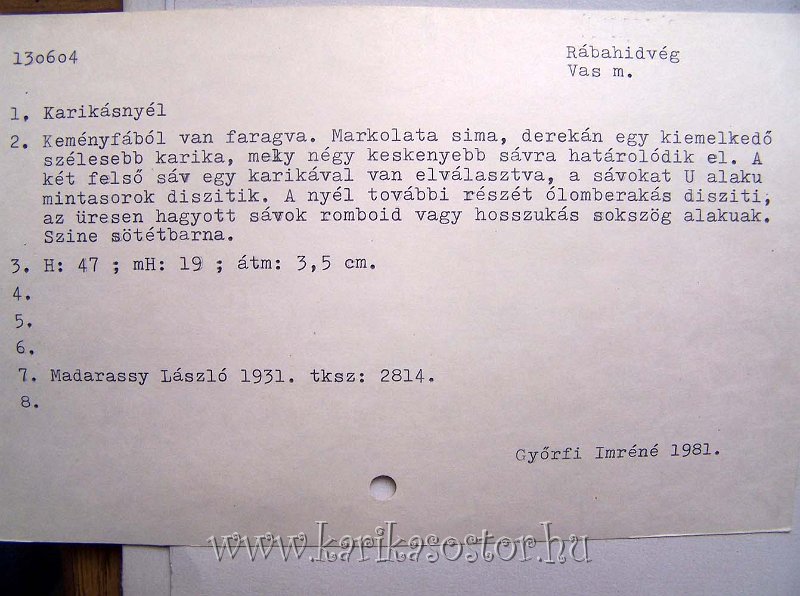 130604
Rábahidvég
Vas m.
1, Karikásnyél
2. Keményfából van faragva. Markolata sima, derekán egy kiemelkedő
szélesebb karika, mely négy keskenyebb sávra határolódik el. A
két felső sáv egy karikával van elválasztva, a sávokat U alaku
mintasorok diszitik. A nyél további részét ólomberakás disziti,
az üresen hagyott sávok romboid vagy hosszukás sokszög alakuak.
Szine sötétbarna.
3. H: 47 ; mH: 19 ; átm: 3,5 cm.
4.
5.
6.
7. Madarassy László 1931. tksz: 2814.
8.
Győrfi Imréné 1981.
www.karikasostor.hu